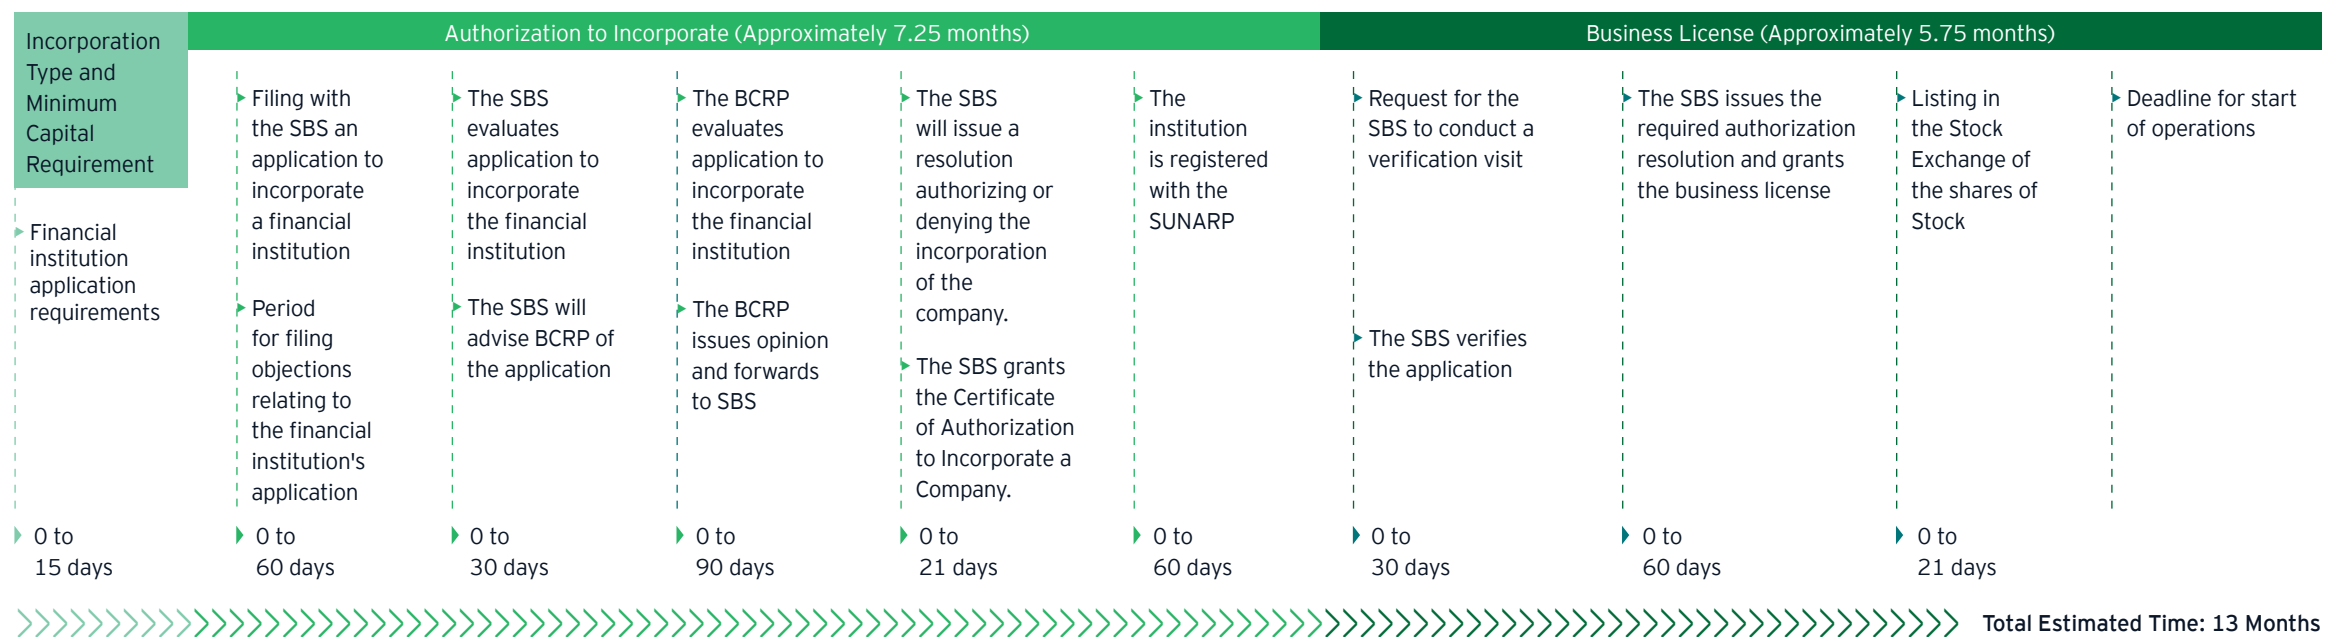 Incorporation
Type and
Minimum
Capital
Requirement
Authorization to Incorporate (Approximately 7.25 months)
Business License (Approximately 5.75 months)
Financial
institution
application
requirements
0 to
15 days
Filing with
the SBS an
application to
incorporate
a financial
institution
Period
for filing
objections
relating to
the financial
institution's
application
0 to
60 days
The SBS
evaluates
application to
incorporate
the financial
institution
The SBS will
advise BCRP of
the application
0 to
30 days
The BCRP
evaluates
application to
incorporate
the financial
institution
The BCRP
issues opinion
and forwards
to SBS
0 to
90 days
The SBS
will issue a
resolution
authorizing or
denying the
incorporation
of the
company.
The SBS grants
the Certificate
of Authorization
to Incorporate a
Company.
0 to
21 days
The
institution
is registered
with the
SUNARP
0 to
60 days
Request for the
SBS to conduct a
verification visit
The SBS verifies
the application
0 to
30 days
The SBS issues the
required authorization
resolution and grants
the business license
0 to
60 days
Listing in
the Stock
Exchange of
the shares of
Stock
0 to
21 days
Deadline for start
of operations
Total Estimated Time: 13 Months